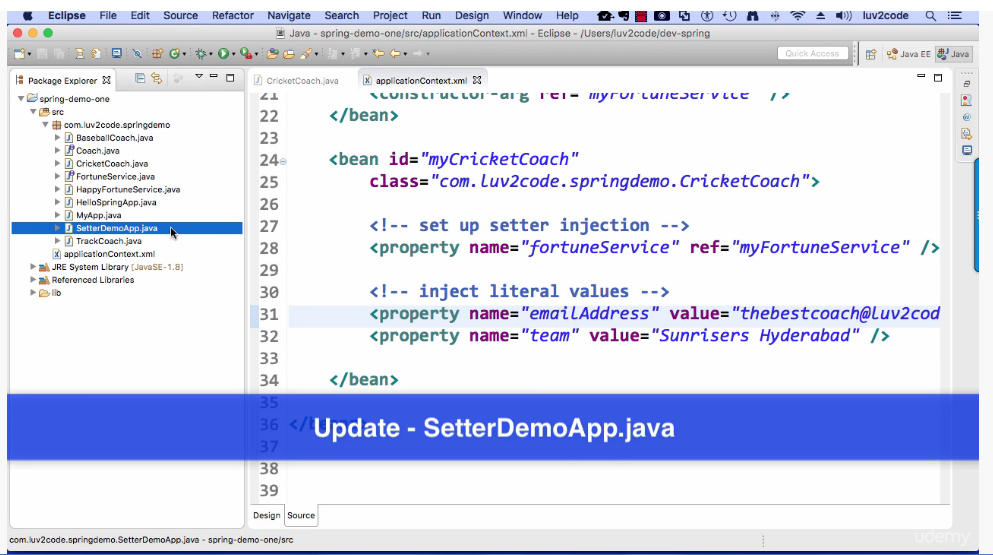 Eclipse File Edit Source Refactor Navigate Search Project Run Design Window Help luv2code
Java - spring-demo-one/src/applicationContext.xml - Eclipse - /Users/luv2code/dev-spring
Quick Access Java EE Java
Package Explorer
spring-demo-one
src
com.luv2code.springdemo
BaseballCoach.java
Coach.java
CricketCoach.java
FortuneService.java
HappyFortuneService.java
HelloSpringApp.java
MyApp.java
SetterDemoApp.java
TrackCoach.java
applicationContext.xml
JRE System Library [JavaSE-1.8]
Referenced Libraries
lib
CricketCoach.java applicationContext.xml
21 <constructor-arg ref="myFortuneService" />
22 </bean>
23
24 <bean id="myCricketCoach"
25 class="com.luv2code.springdemo.CricketCoach">
26
27 <!-- set up setter injection -->
28 <property name="fortuneService" ref="myFortuneService" />
29
30 <!-- inject literal values -->
31 <property name="emailAddress" value="thebestcoach@luv2cod
32 <property name="team" value="Sunrisers Hyderabad" />
33
34 </bean>
35
36
Update - SetterDemoApp.java
37
38
39
Design Source
com.luv2code.springdemo.SetterDemoApp.java - spring-demo-one/src
udemy